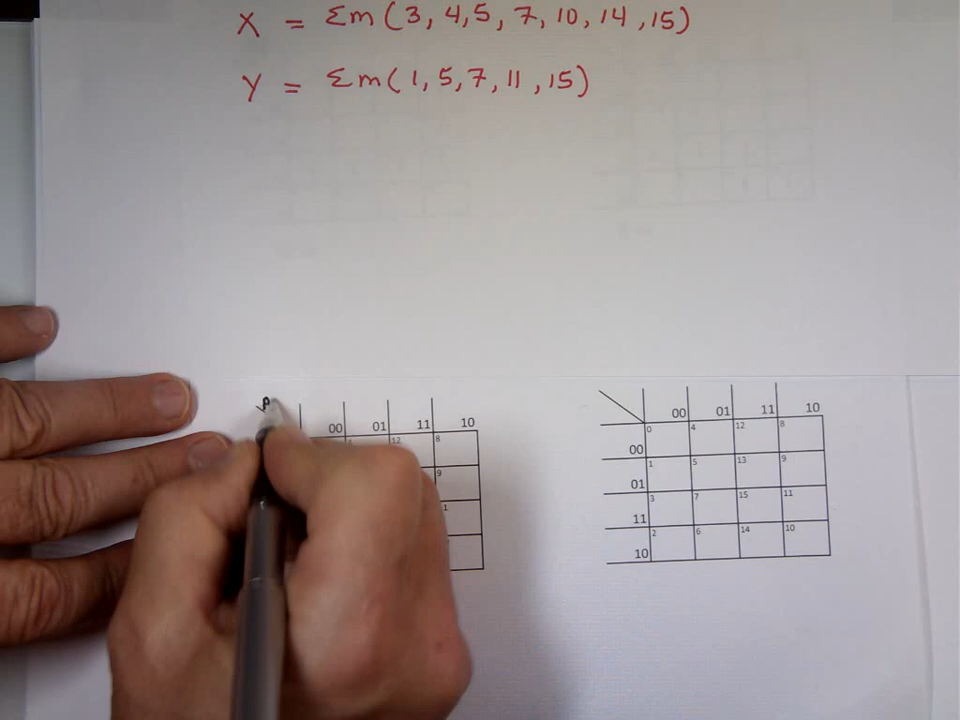 X = Σm(3, 4, 5, 7, 10, 14, 15)
Y = Σm(1, 5, 7, 11, 15)
00 01 11 10
12 8
9
1
00 01 11 10
00 0 4 12 8
01 1 5 13 9
11 3 7 15 11
10 2 6 14 10